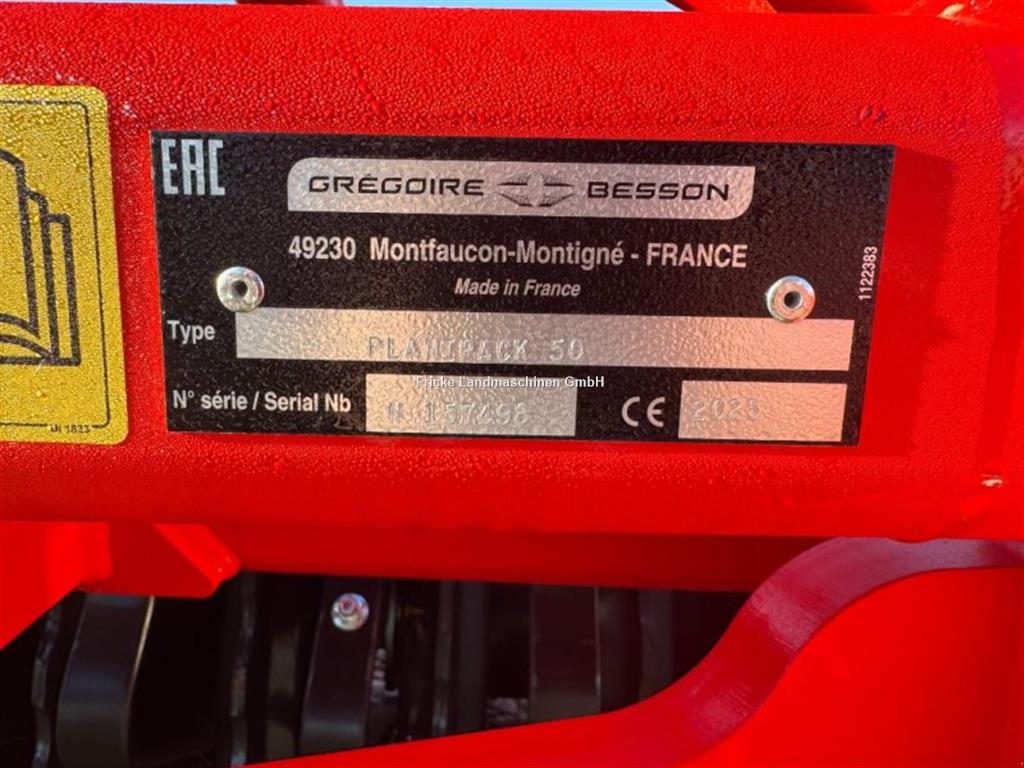 EAC
GRÉGOIRE BESSON
49230 Montfaucon-Montigné - FRANCE
Made in France
1122383
Type
PLANIPACK 50
Fricke Landmaschinen GmbH
N° série / Serial Nb
N 157498
CE
2025